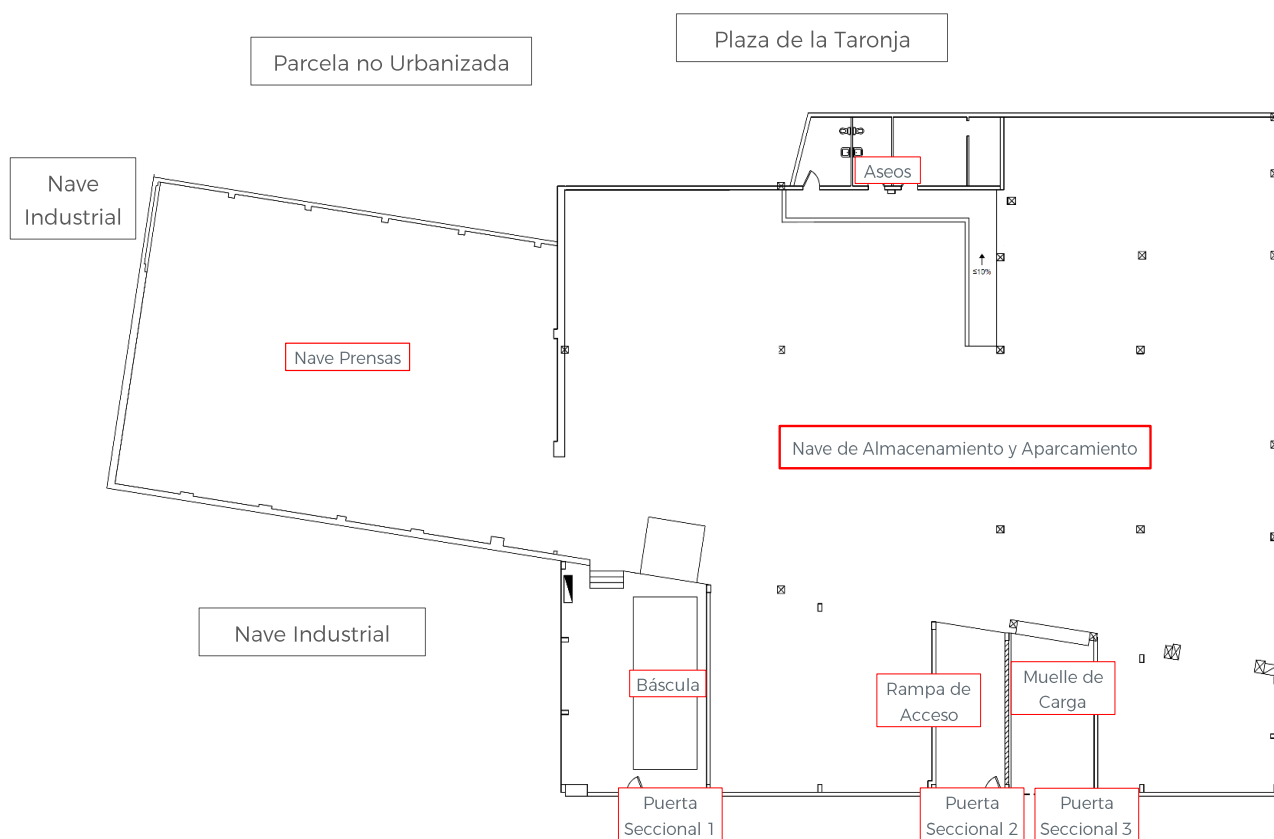 Plaza de la Taronja
Parcela no Urbanizada
Nave
Industrial
Aseos
≤10%
Nave Prensas
Nave de Almacenamiento y Aparcamiento
Nave Industrial
Báscula
Rampa de
Acceso
Muelle de
Carga
Puerta
Seccional 1
Puerta
Seccional 2
Puerta
Seccional 3